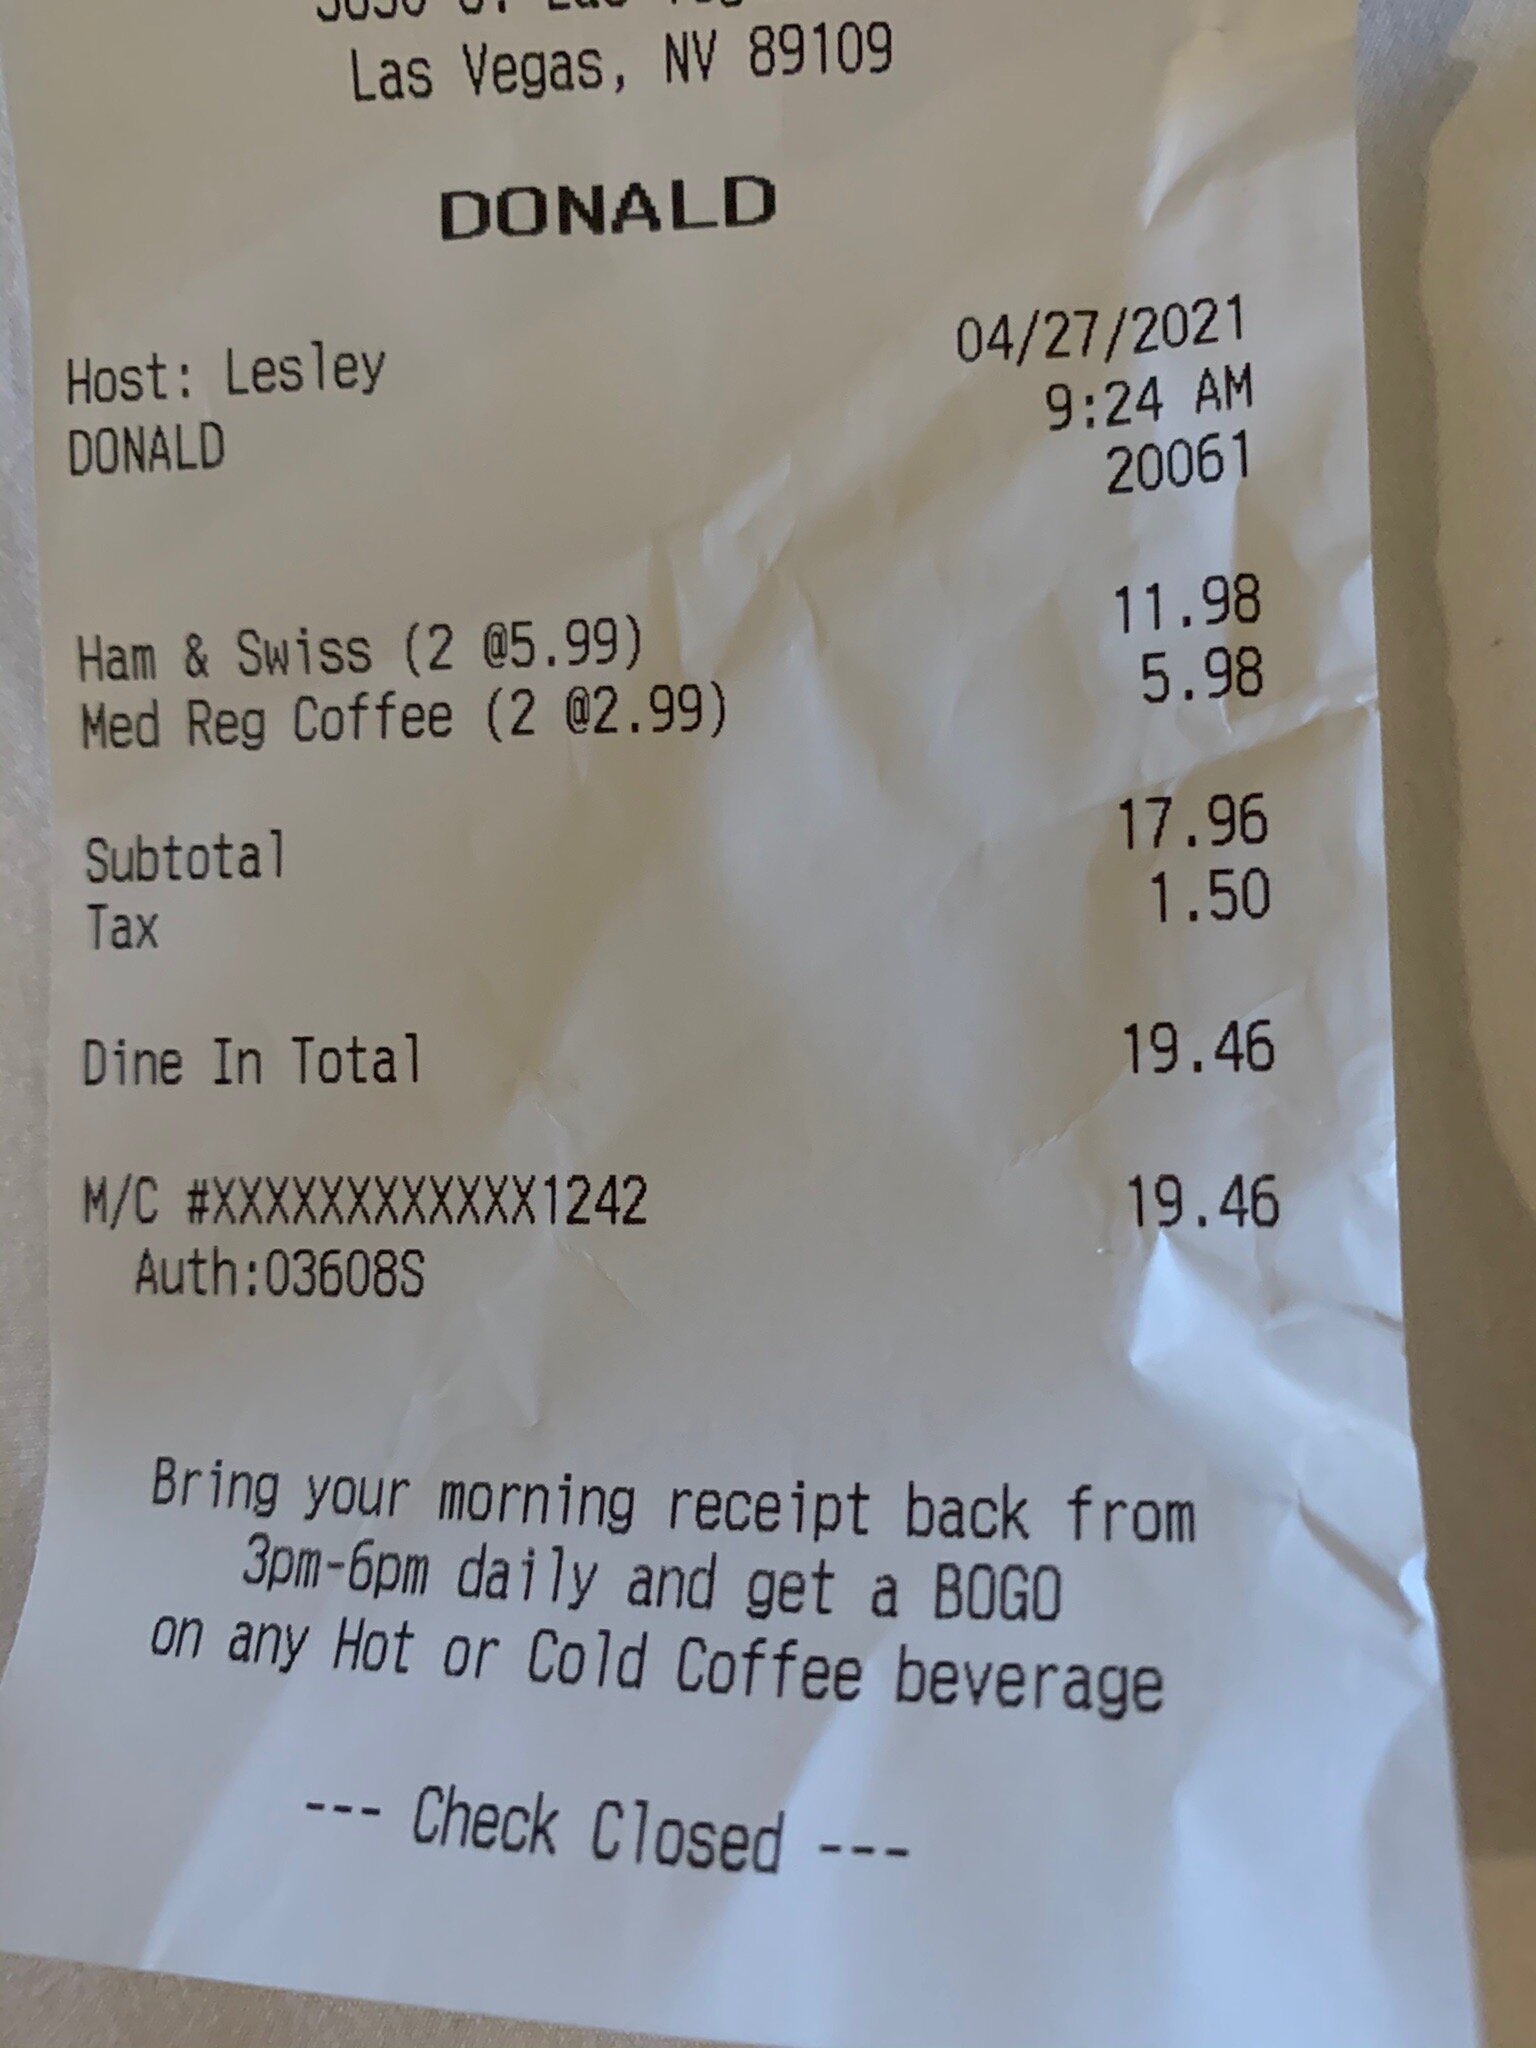 Las Vegas, NV 89109
DONALD
Host: Lesley 04/27/2021
DONALD 9:24 AM
20061
Ham & Swiss (2 @5.99) 11.98
Med Reg Coffee (2 @2.99) 5.98
Subtotal 17.96
Tax 1.50
Dine In Total 19.46
M/C #XXXXXXXXXXXX1242 19.46
Auth:03608S
Bring your morning receipt back from
3pm-6pm daily and get a BOGO
on any Hot or Cold Coffee beverage
--- Check Closed ---